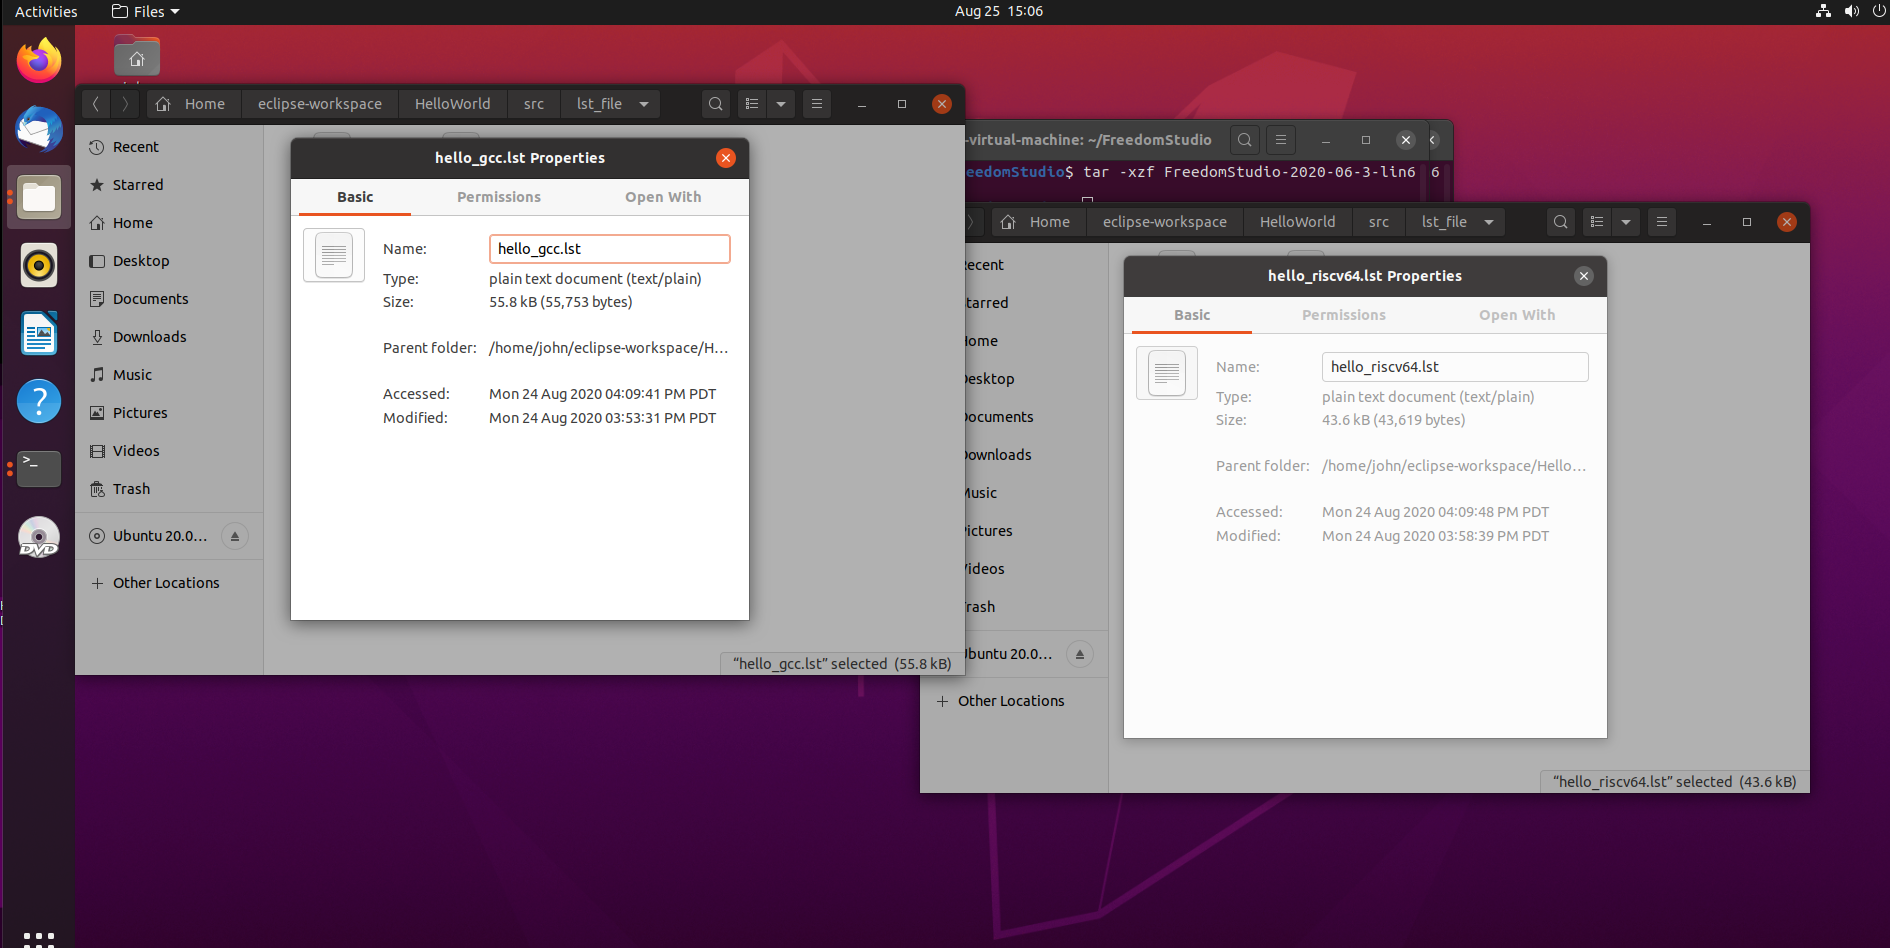 Activities
Files
Aug 25 15:06
Home
eclipse-workspace
HelloWorld
src
lst_file
Recent
Starred
Home
Desktop
Documents
Downloads
Music
Pictures
Videos
Trash
Ubuntu 20.0...
Other Locations
hello_gcc.lst Properties
Basic
Permissions
Open With
Name: hello_gcc.lst
Type: plain text document (text/plain)
Size: 55.8 kB (55,753 bytes)
Parent folder: /home/john/eclipse-workspace/H...
Accessed: Mon 24 Aug 2020 04:09:41 PM PDT
Modified: Mon 24 Aug 2020 03:53:31 PM PDT
“hello_gcc.lst” selected (55.8 kB)
-virtual-machine: ~/FreedomStudio
eedomStudio$ tar -xzf FreedomStudio-2020-06-3-lin6 6
Home
eclipse-workspace
HelloWorld
src
lst_file
ecent
tarred
ome
esktop
ocuments
ownloads
usic
ictures
ideos
rash
buntu 20.0...
Other Locations
hello_riscv64.lst Properties
Basic
Permissions
Open With
Name: hello_riscv64.lst
Type: plain text document (text/plain)
Size: 43.6 kB (43,619 bytes)
Parent folder: /home/john/eclipse-workspace/Hello...
Accessed: Mon 24 Aug 2020 04:09:48 PM PDT
Modified: Mon 24 Aug 2020 03:58:39 PM PDT
“hello_riscv64.lst” selected (43.6 kB)
DVD